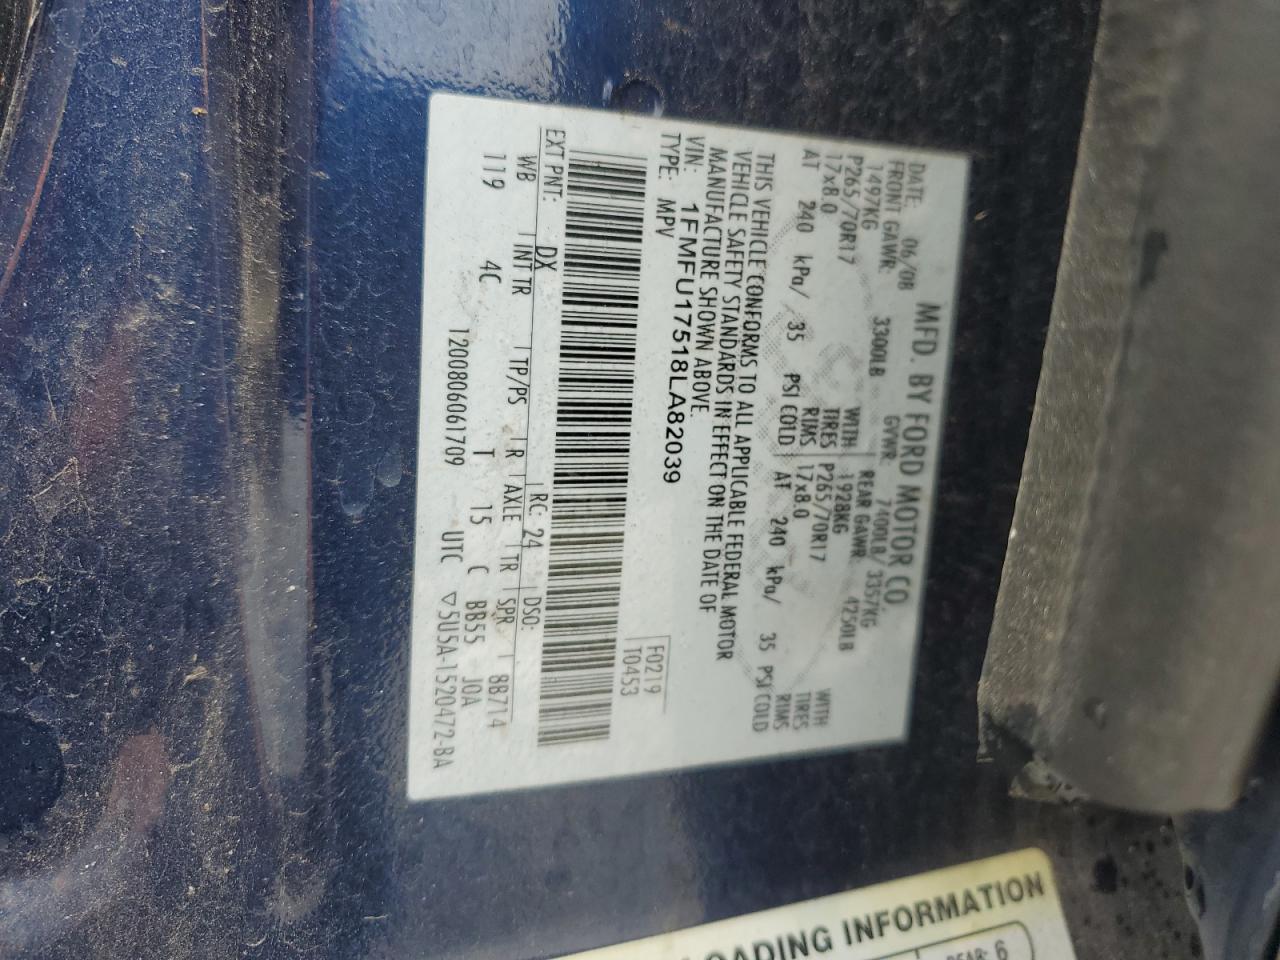 MFD. BY FORD MOTOR CO.
DATE: 06/08 GVWR: 7400LB/ 3357KG
FRONT GAWR: 3300LB REAR GAWR: 4250LB
1497KG WITH 1928KG WITH
P265/70R17 TIRES P265/70R17 TIRES
17x8.0 RIMS 17x8.0 RIMS
AT 240 kPa/ 35 PSI COLD AT 240 kPa/ 35 PSI COLD
THIS VEHICLE CONFORMS TO ALL APPLICABLE FEDERAL MOTOR
VEHICLE SAFETY STANDARDS IN EFFECT ON THE DATE OF
MANUFACTURE SHOWN ABOVE.
VIN: 1FMFU17518LA82039
TYPE: MPV
F0219
T0453
EXT PNT: DX RC: 24 DSO:
WB INT TR TP/PS R AXLE TR SPR 8B714
119 4C T 15 C BB55 JOA
1200806061709 UTC ▽5U5A-1520472-BA
LOADING INFORMATION
REAR: 6